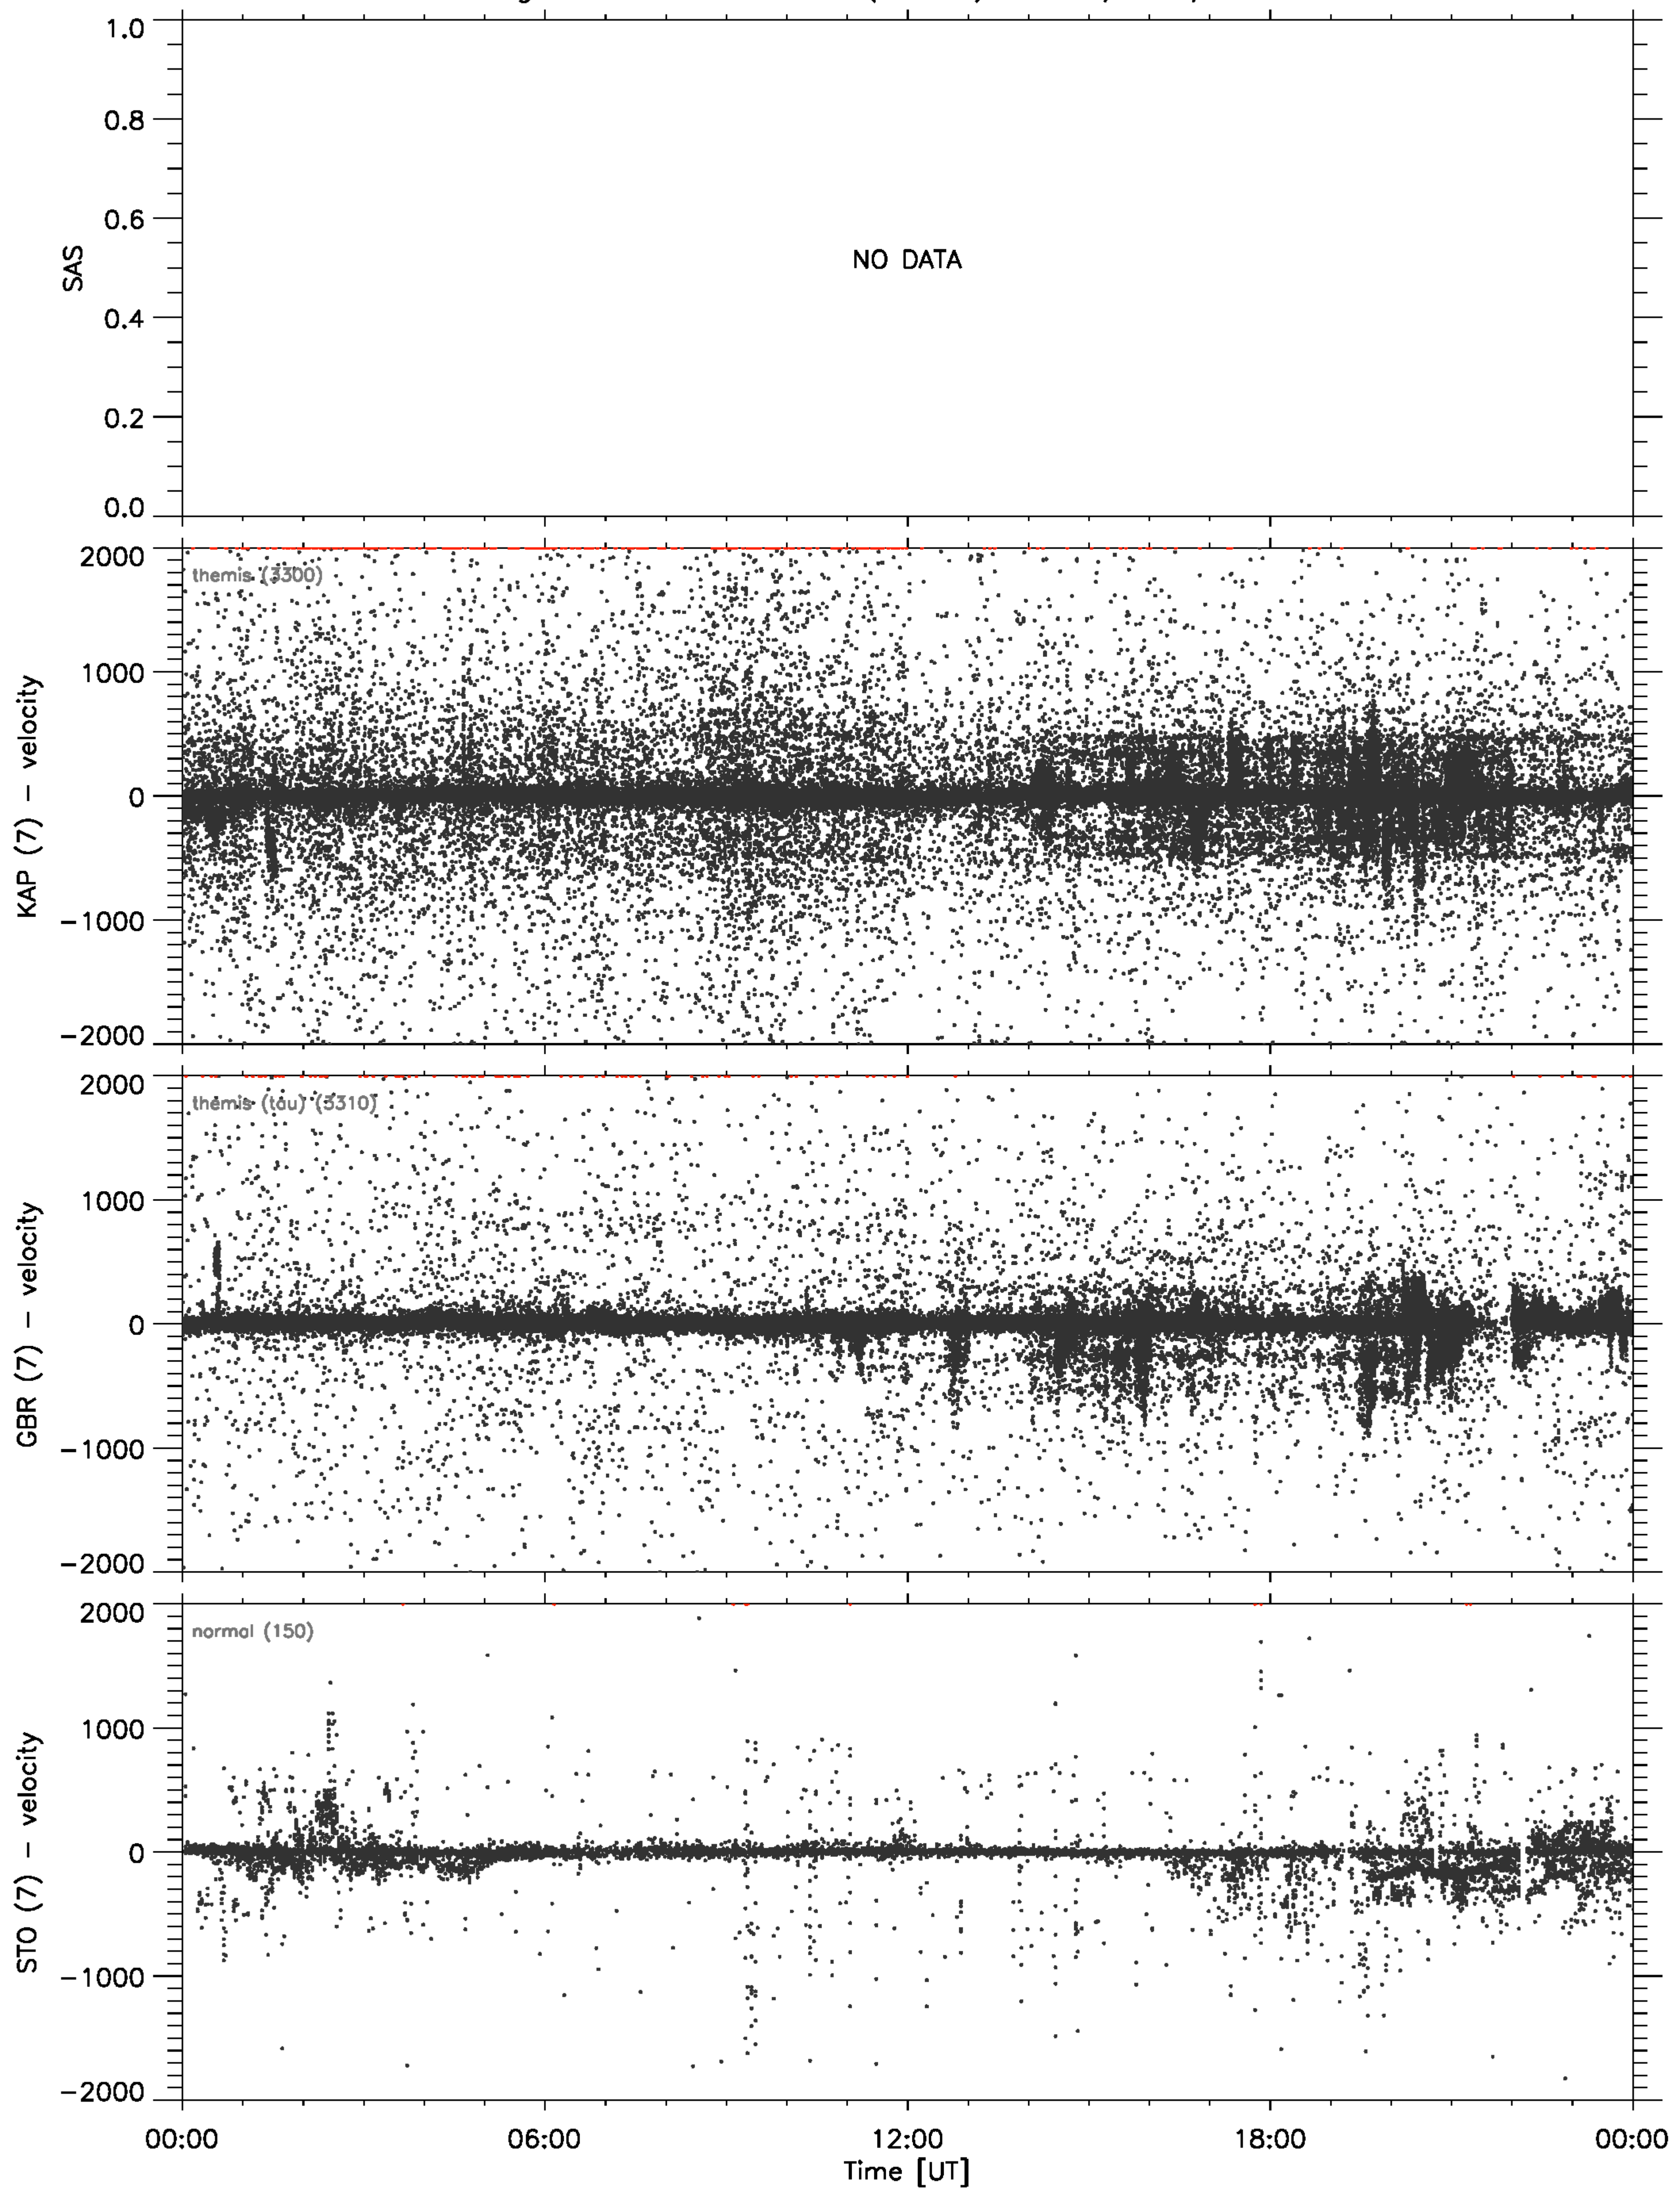 1.0
0.8
0.6
0.4
0.2
0.0
SAS
NO DATA
2000
1000
0
−1000
−2000
KAP (7) − velocity
themis (3300)
2000
1000
0
−1000
−2000
GBR (7) − velocity
themis (tau) (3310)
2000
1000
0
−1000
−2000
STO (7) − velocity
normal (150)
00:00 06:00 12:00 18:00 00:00
Time [UT]